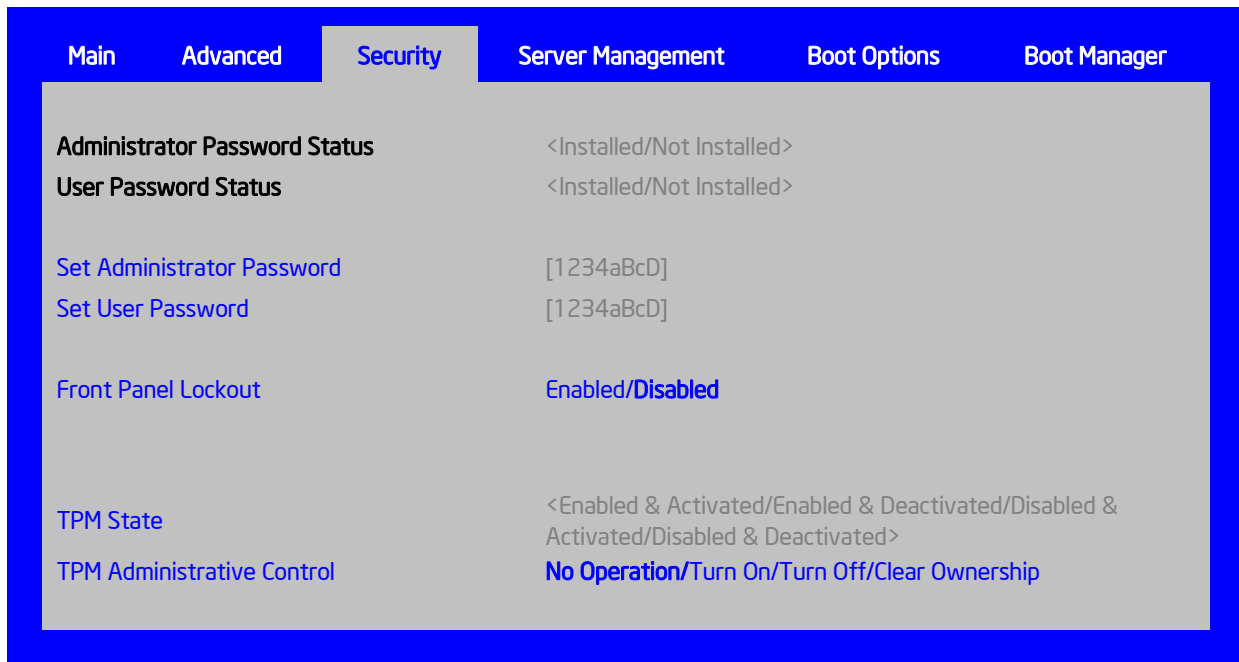 Main Advanced Security Server Management Boot Options Boot Manager
Administrator Password Status <Installed/Not Installed>
User Password Status <Installed/Not Installed>
Set Administrator Password [1234aBcD]
Set User Password [1234aBcD]
Front Panel Lockout Enabled/Disabled
TPM State <Enabled & Activated/Enabled & Deactivated/Disabled &
Activated/Disabled & Deactivated>
TPM Administrative Control No Operation/Turn On/Turn Off/Clear Ownership